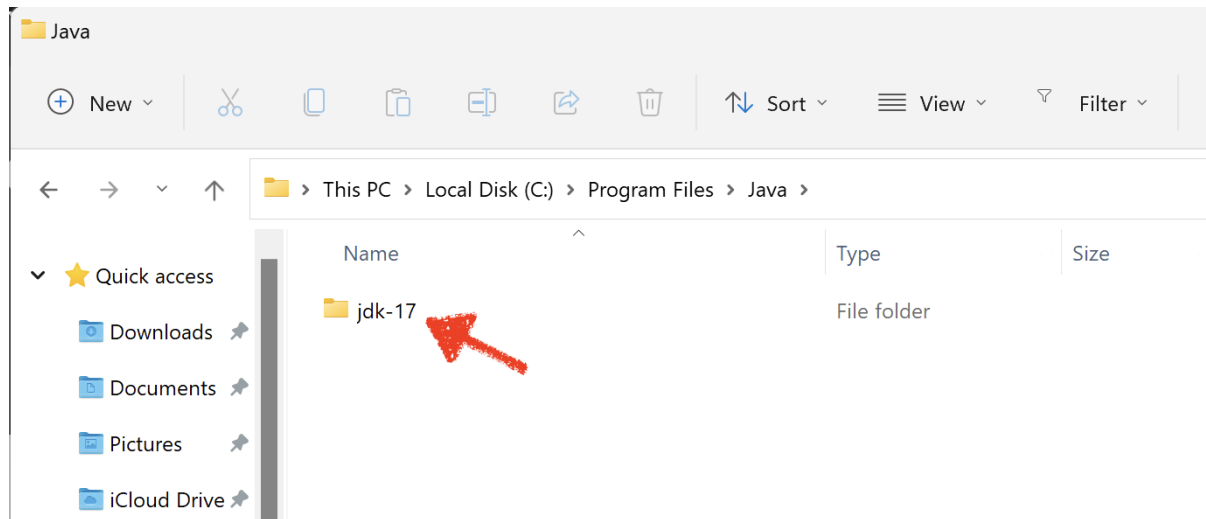 Java
New Sort View Filter
This PC > Local Disk (C:) > Program Files > Java >
Name Type Size
Quick access
jdk-17 File folder
Downloads
Documents
Pictures
iCloud Drive